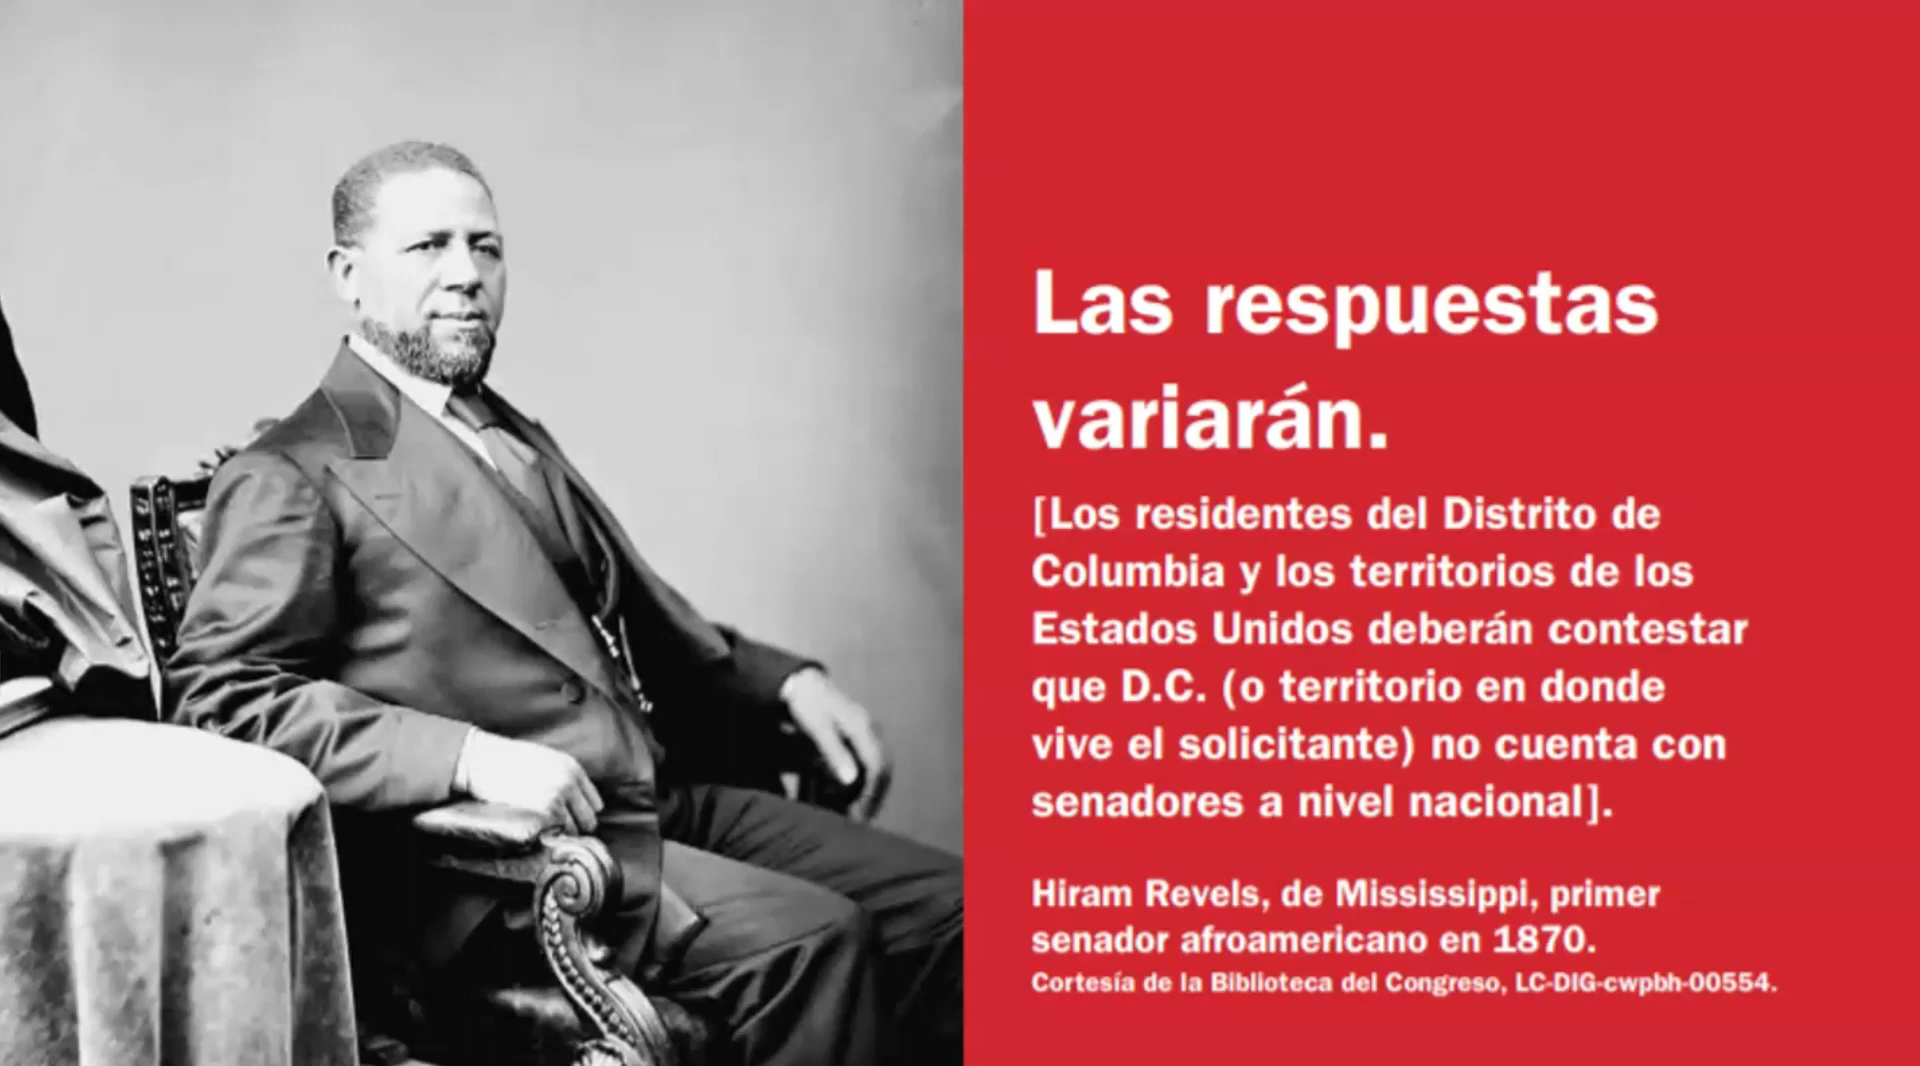 Las respuestas
variarán.
[Los residentes del Distrito de
Columbia y los territorios de los
Estados Unidos deberán contestar
que D.C. (o territorio en donde
vive el solicitante) no cuenta con
senadores a nivel nacional].
Hiram Revels, de Mississippi, primer
senador afroamericano en 1870.
Cortesía de la Biblioteca del Congreso, LC-DIG-cwpbh-00554.